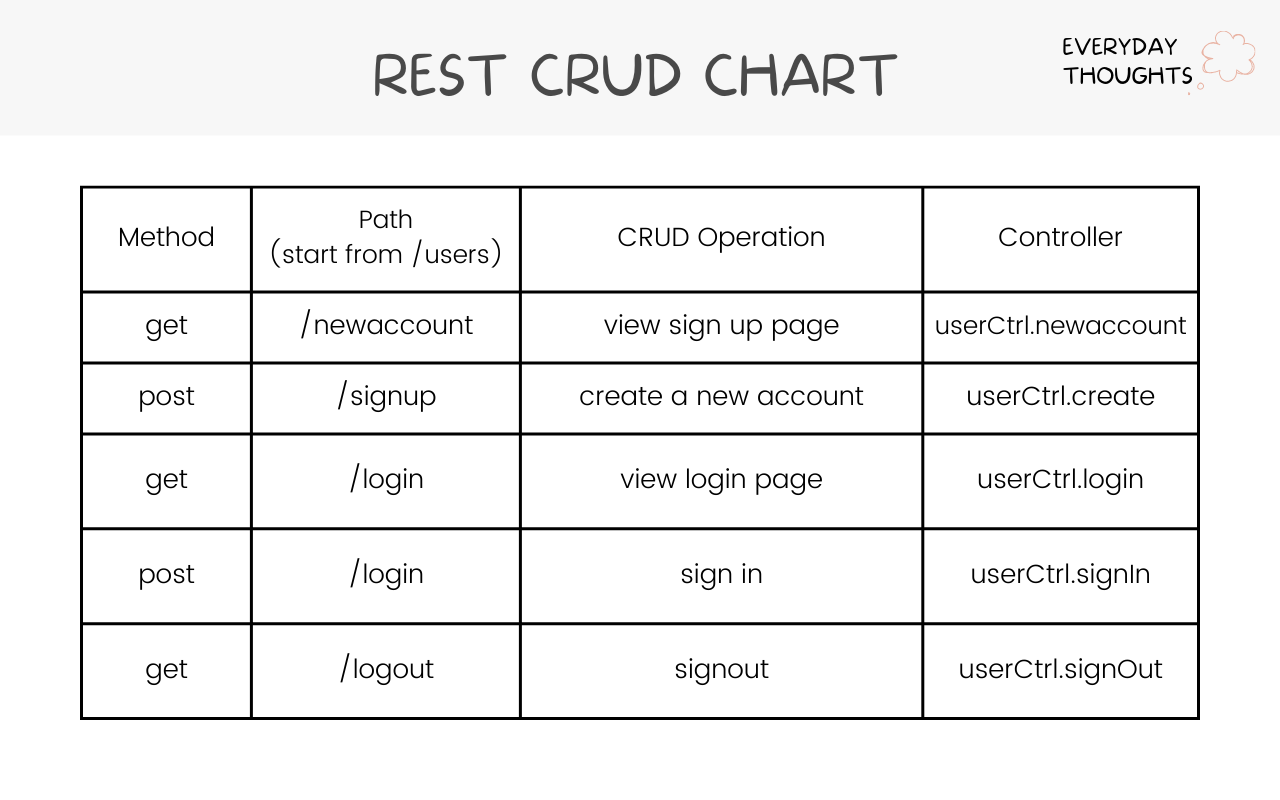 REST CRUD CHART
EVERYDAY
THOUGHTS
Method
Path
(start from /users)
CRUD Operation
Controller
get
/newaccount
view sign up page
userCtrl.newaccount
post
/signup
create a new account
userCtrl.create
get
/login
view login page
userCtrl.login
post
/login
sign in
userCtrl.signIn
get
/logout
signout
userCtrl.signOut